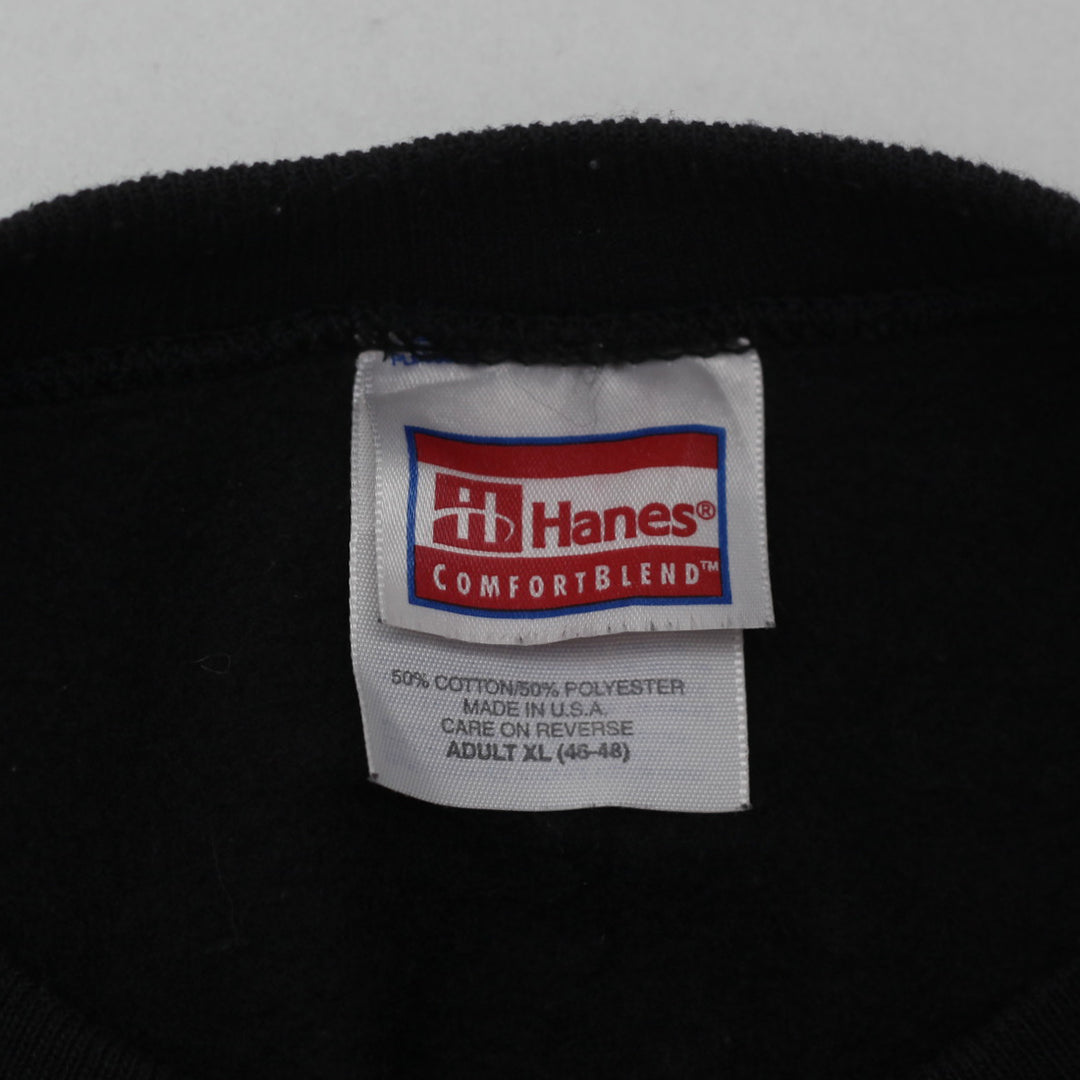 Hanes®
COMFORTBLEND™
50% COTTON/50% POLYESTER
MADE IN U.S.A.
CARE ON REVERSE
ADULT XL (46-48)